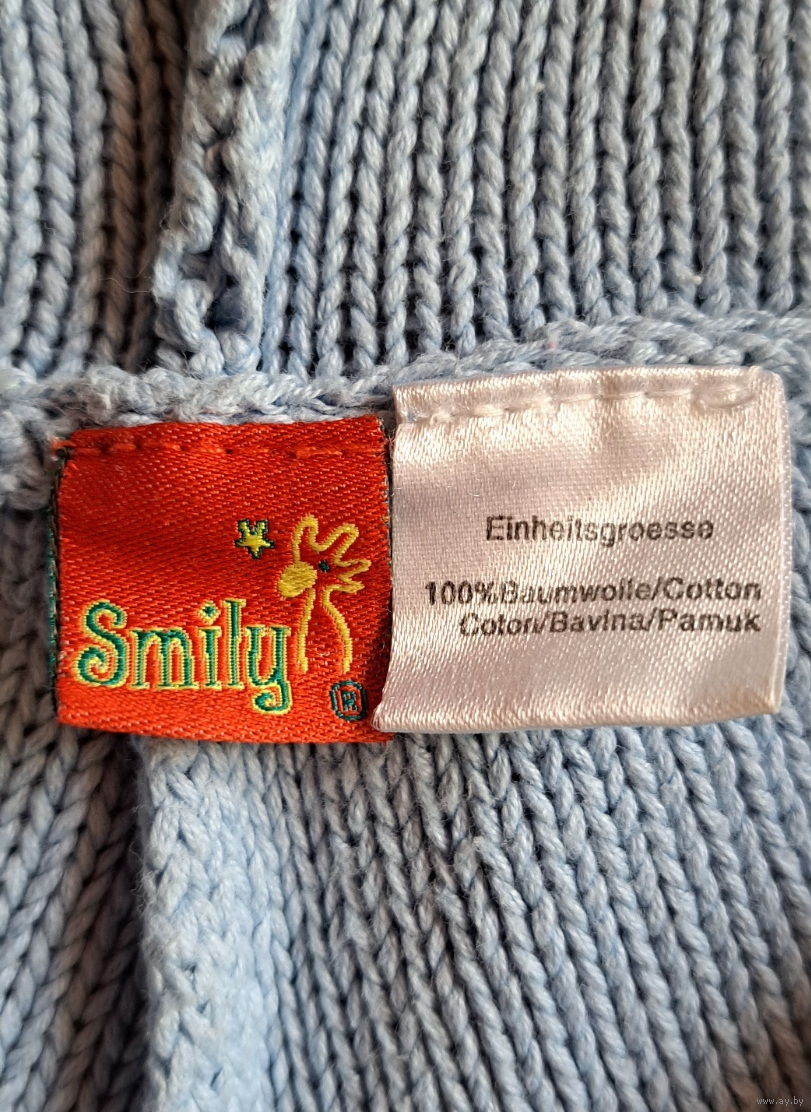 Smily
®
Einheitsgroesse
100%Baumwolle/Cotton
Coton/Bavlna/Pamuk
www.ay.by